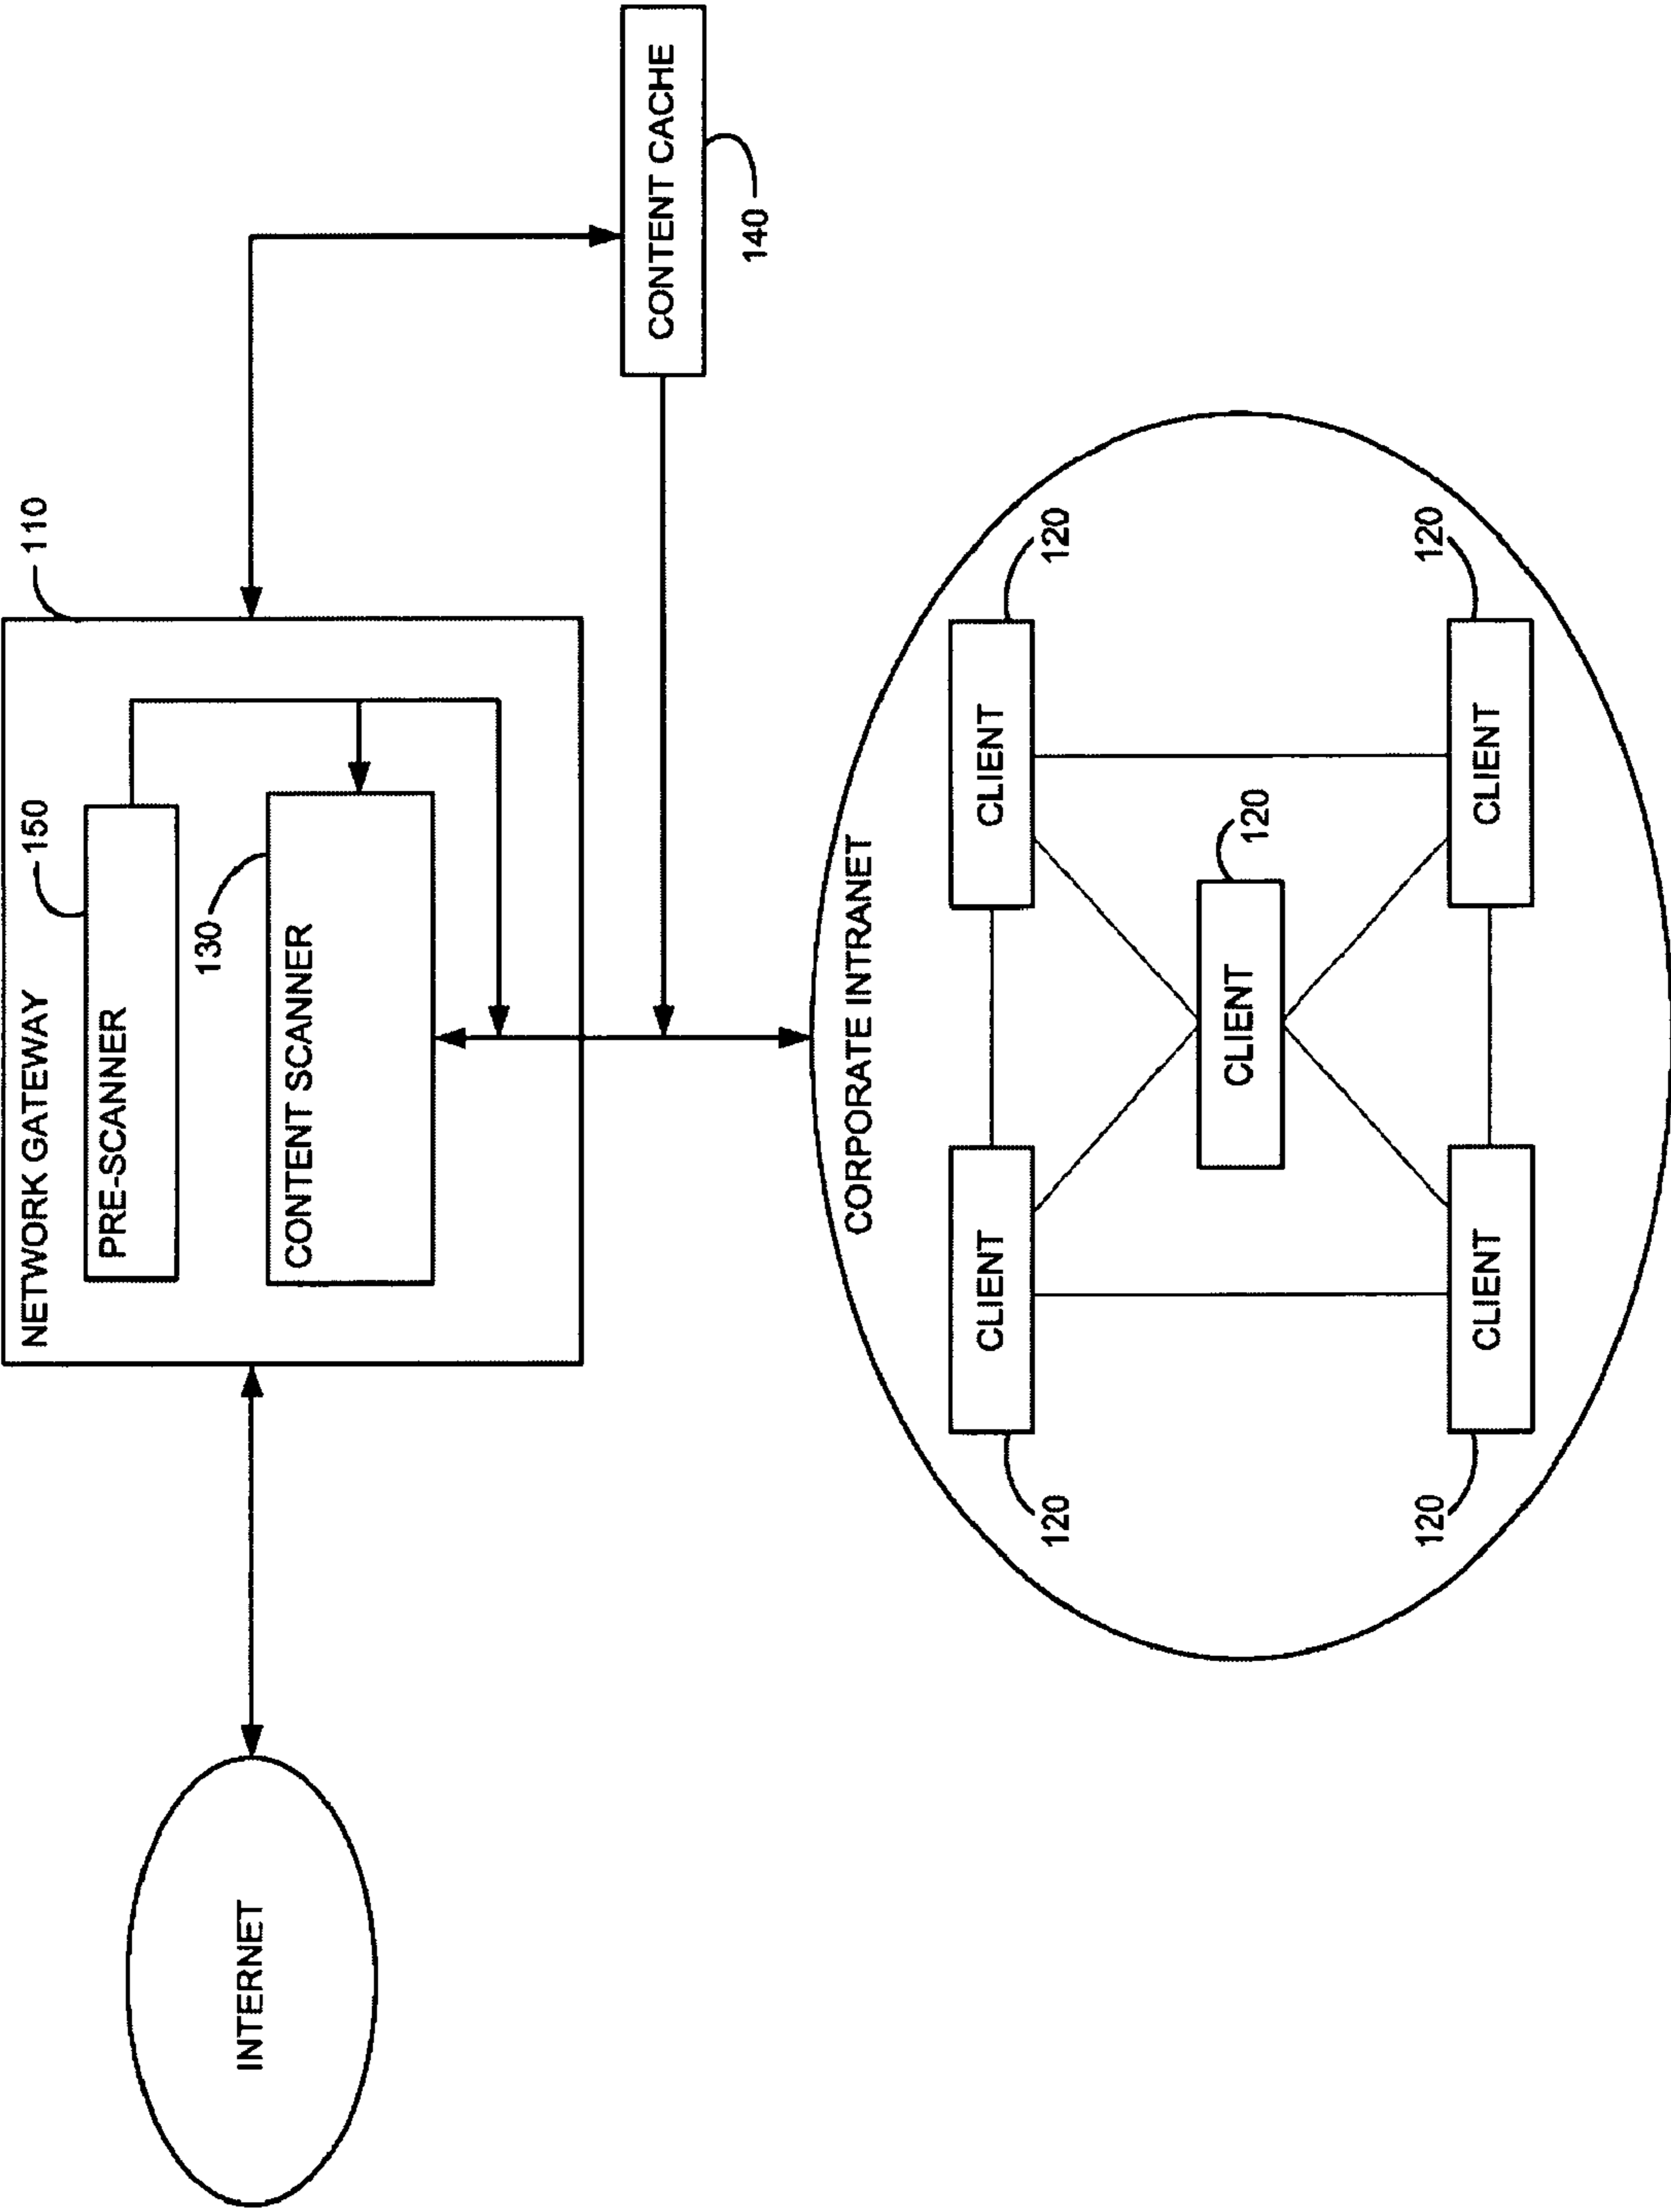 NETWORK GATEWAY
110
PRE-SCANNER
150
130
CONTENT SCANNER
INTERNET
CONTENT CACHE
140
CORPORATE INTRANET
CLIENT
CLIENT
120
120
CLIENT
120
CLIENT
CLIENT
120
120